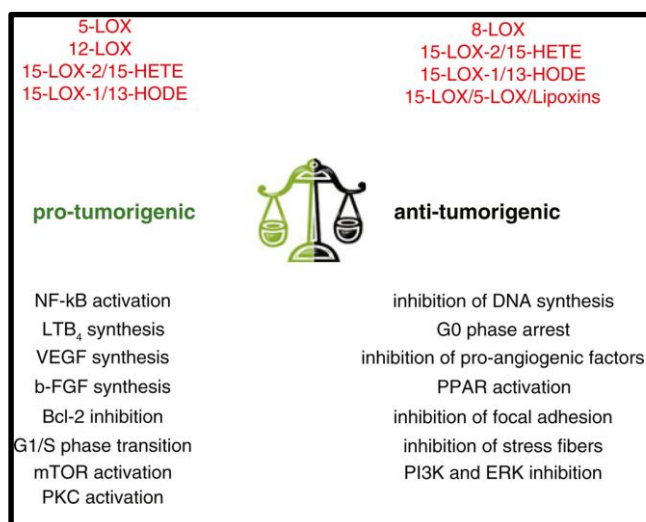 5-LOX
12-LOX
15-LOX-2/15-HETE
15-LOX-1/13-HODE
8-LOX
15-LOX-2/15-HETE
15-LOX-1/13-HODE
15-LOX/5-LOX/Lipoxins
pro-tumorigenic
anti-tumorigenic
NF-kB activation
LTB₄ synthesis
VEGF synthesis
b-FGF synthesis
Bcl-2 inhibition
G1/S phase transition
mTOR activation
PKC activation
inhibition of DNA synthesis
G0 phase arrest
inhibition of pro-angiogenic factors
PPAR activation
inhibition of focal adhesion
inhibition of stress fibers
PI3K and ERK inhibition